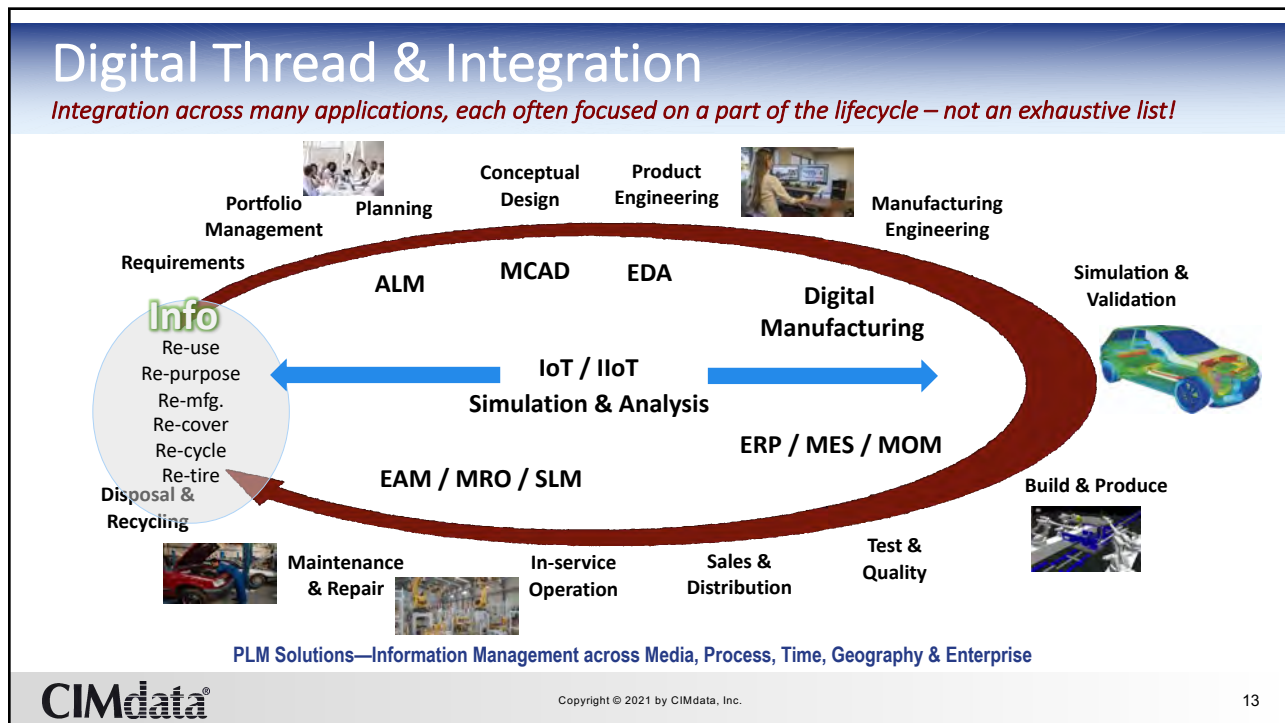 Digital Thread & Integration
Integration across many applications, each often focused on a part of the lifecycle – not an exhaustive list!
Requirements
Portfolio
Management
Planning
Conceptual
Design
Product
Engineering
Manufacturing
Engineering
Simulation &
Validation
ALM
MCAD
EDA
Digital
Manufacturing
Info
Re-use
Re-purpose
Re-mfg.
Re-cover
Re-cycle
Re-tire
IoT / IIoT
Simulation & Analysis
ERP / MES / MOM
EAM / MRO / SLM
Build & Produce
Test &
Quality
Sales &
Distribution
In-service
Operation
Maintenance
& Repair
Disposal &
Recycling
PLM Solutions—Information Management across Media, Process, Time, Geography & Enterprise
CIMdata®
Copyright © 2021 by CIMdata, Inc.
13